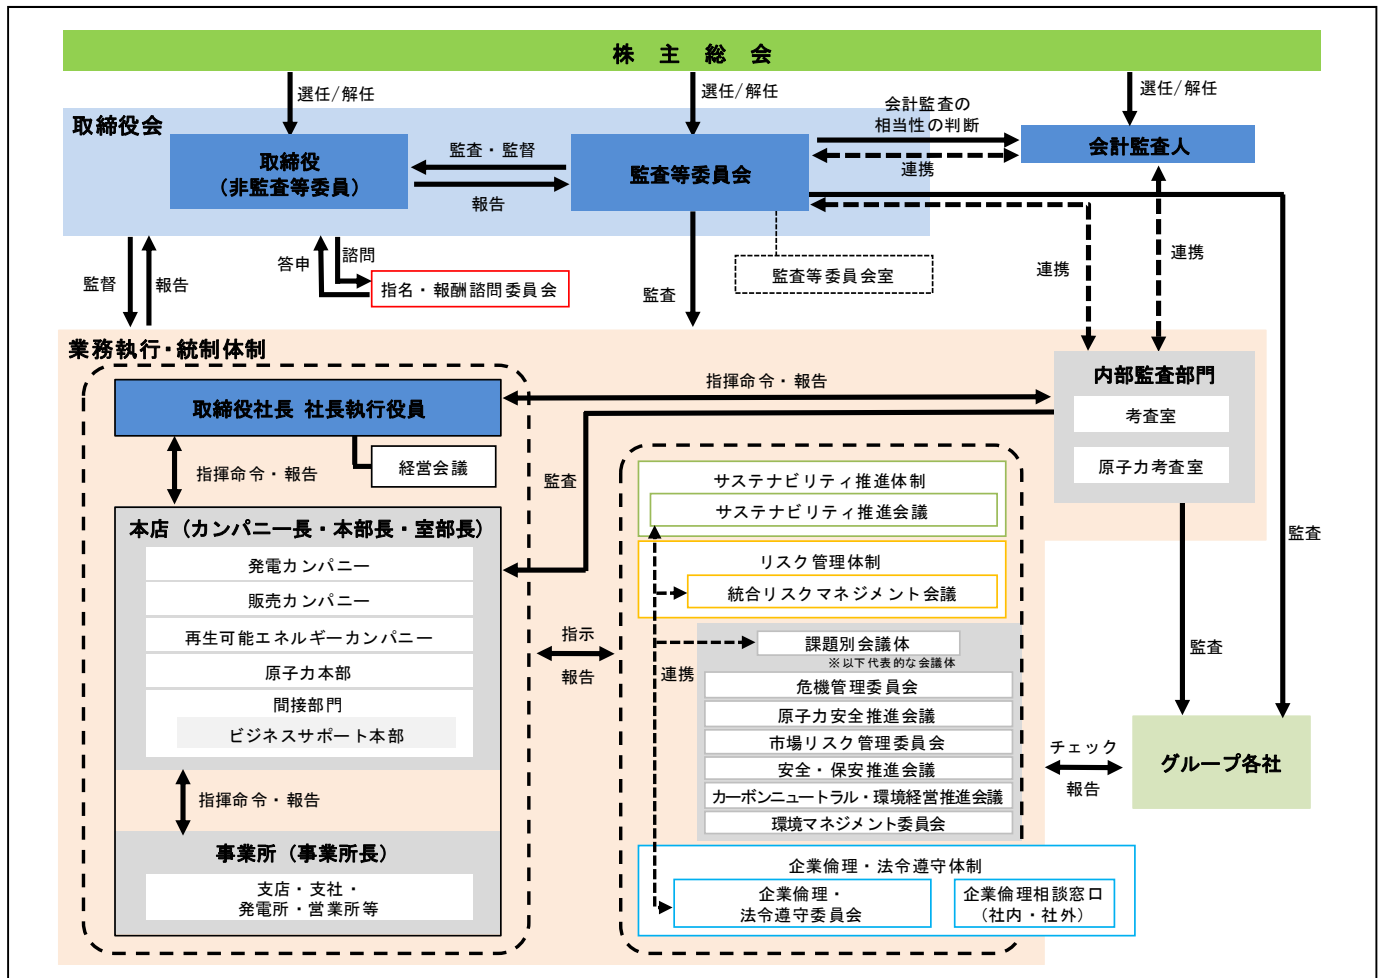 株 主 総 会
選任/解任
選任/解任
選任/解任
取締役会
取締役
（非監査等委員）
監査・監督
報告
監査等委員会
会計監査の
相当性の判断
連携
会計監査人
監督
報告
答申
諮問
指名・報酬諮問委員会
監査
監査等委員会室
連携
連携
業務執行・統制体制
取締役社長 社長執行役員
経営会議
指揮命令・報告
指揮命令・報告
内部監査部門
考査室
原子力考査室
監査
本店（カンパニー長・本部長・室部長）
発電カンパニー
販売カンパニー
再生可能エネルギーカンパニー
原子力本部
間接部門
ビジネスサポート本部
指揮命令・報告
事業所（事業所長）
支店・支社・
発電所・営業所等
指示
報告
サステナビリティ推進体制
サステナビリティ推進会議
リスク管理体制
統合リスクマネジメント会議
連携
課題別会議体
※以下代表的な会議体
危機管理委員会
原子力安全推進会議
市場リスク管理委員会
安全・保安推進会議
カーボンニュートラル・環境経営推進会議
環境マネジメント委員会
企業倫理・法令遵守体制
企業倫理・
法令遵守委員会
企業倫理相談窓口
（社内・社外）
監査
監査
チェック
報告
グループ各社